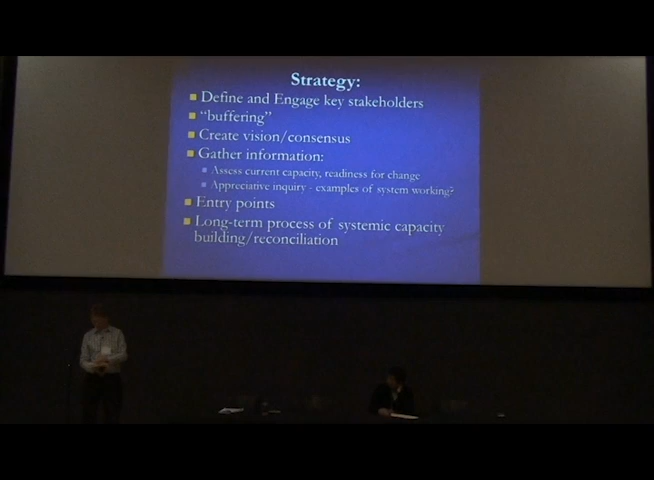 Strategy:
Define and Engage key stakeholders
"buffering"
Create vision/consensus
Gather information:
Assess current capacity, readiness for change
Appreciative inquiry - examples of system working?
Entry points
Long-term process of systemic capacity
building/reconciliation